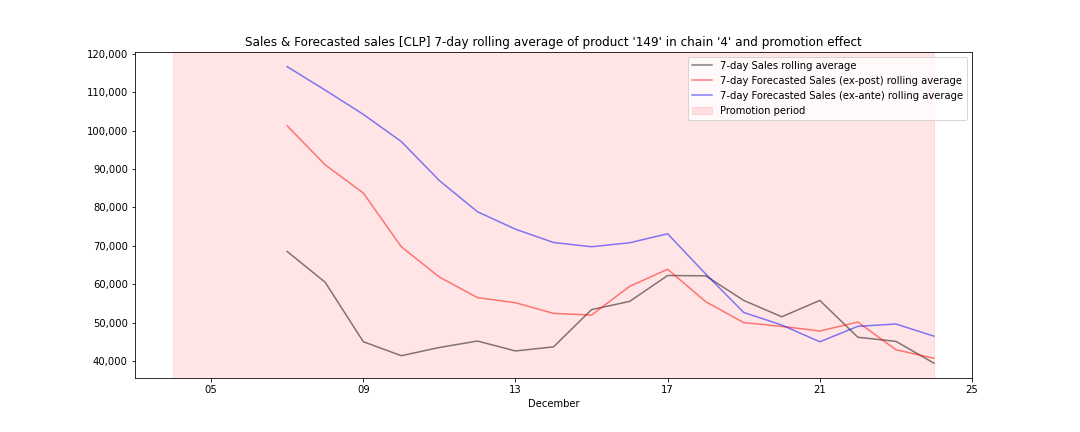 Sales & Forecasted sales [CLP] 7-day rolling average of product '149' in chain '4' and promotion effect
120,000
110,000
100,000
90,000
80,000
70,000
60,000
50,000
40,000
7-day Sales rolling average
7-day Forecasted Sales (ex-post) rolling average
7-day Forecasted Sales (ex-ante) rolling average
Promotion period
05 09 13 17 21 25
December